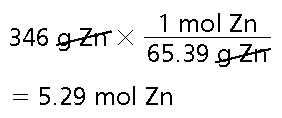 346 g Zn × 1 mol Zn / 65.39 g Zn
= 5.29 mol Zn